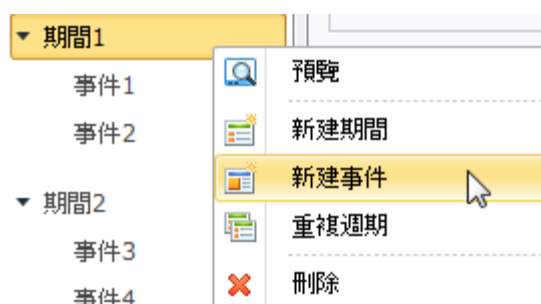 期間1
事件1
事件2
期間2
事件3
事件4
預覽
新建期間
新建事件
重複週期
刪除